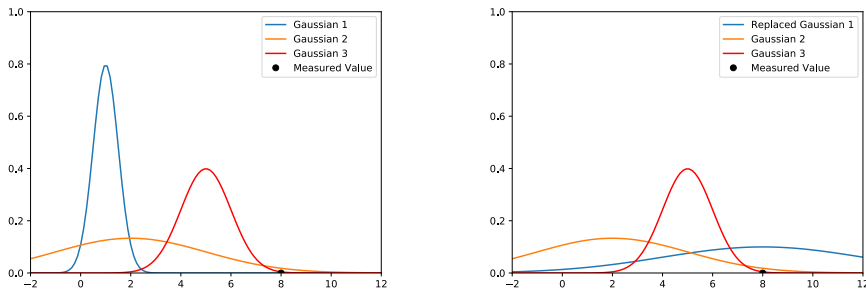 1.0
0.8
0.6
0.4
0.2
0.0
−2 0 2 4 6 8 10 12
Gaussian 1
Gaussian 2
Gaussian 3
Measured Value
1.0
0.8
0.6
0.4
0.2
0.0
−2 0 2 4 6 8 10 12
Replaced Gaussian 1
Gaussian 2
Gaussian 3
Measured Value